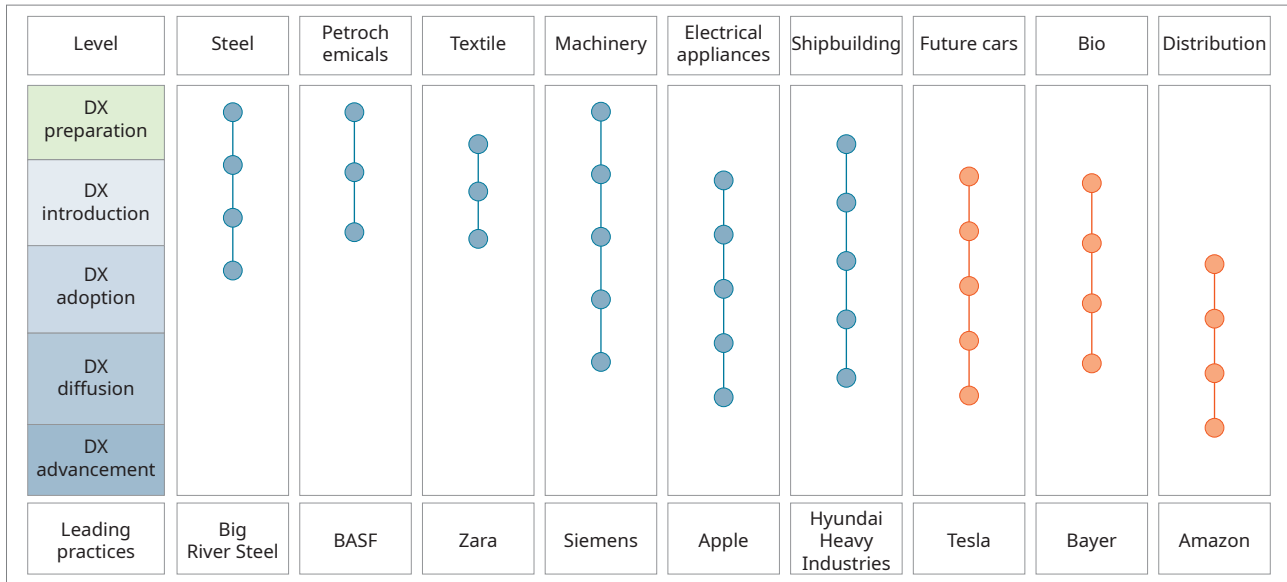 Level
Steel
Petroch
emicals
Textile
Machinery
Electrical
appliances
Shipbuilding
Future cars
Bio
Distribution
DX
preparation
DX
introduction
DX
adoption
DX
diffusion
DX
advancement
Leading
practices
Big
River Steel
BASF
Zara
Siemens
Apple
Hyundai
Heavy
Industries
Tesla
Bayer
Amazon